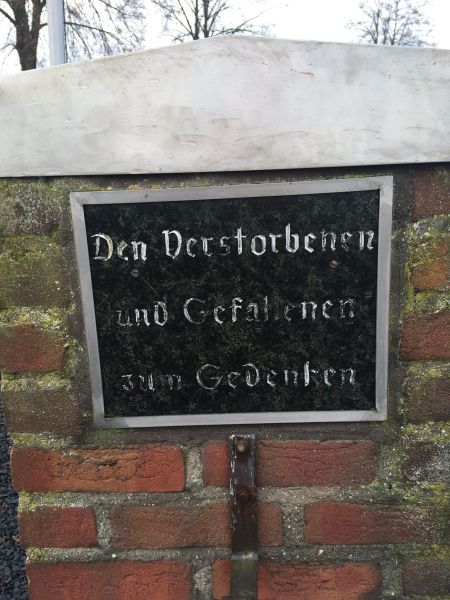 Den Verstorbenen
und Gefallenen
zum Gedenken